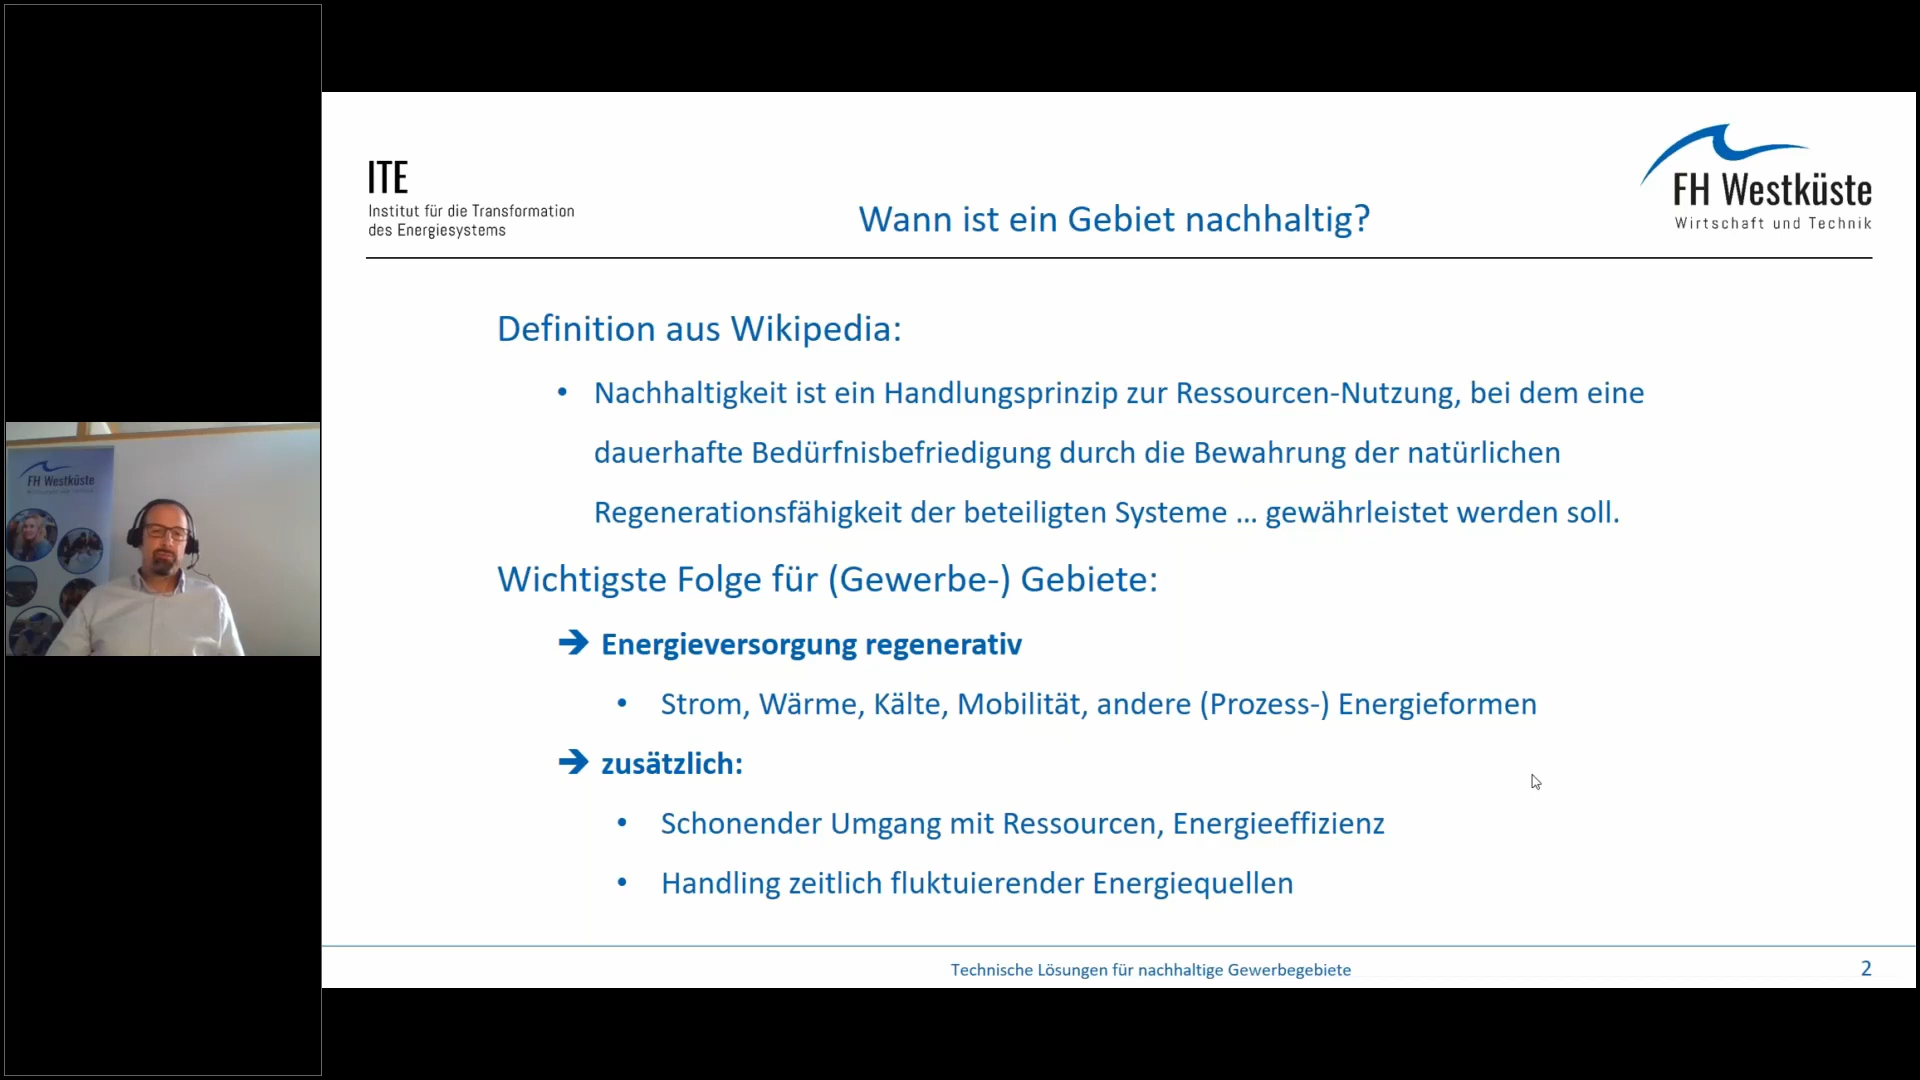 ITE
Institut für die Transformation
des Energiesystems
Wann ist ein Gebiet nachhaltig?
FH Westküste
Wirtschaft und Technik
Definition aus Wikipedia:
• Nachhaltigkeit ist ein Handlungsprinzip zur Ressourcen-Nutzung, bei dem eine
dauerhafte Bedürfnisbefriedigung durch die Bewahrung der natürlichen
Regenerationsfähigkeit der beteiligten Systeme ... gewährleistet werden soll.
Wichtigste Folge für (Gewerbe-) Gebiete:
➔ Energieversorgung regenerativ
• Strom, Wärme, Kälte, Mobilität, andere (Prozess-) Energieformen
➔ zusätzlich:
• Schonender Umgang mit Ressourcen, Energieeffizienz
• Handling zeitlich fluktuierender Energiequellen
Technische Lösungen für nachhaltige Gewerbegebiete
2
FH Westküste